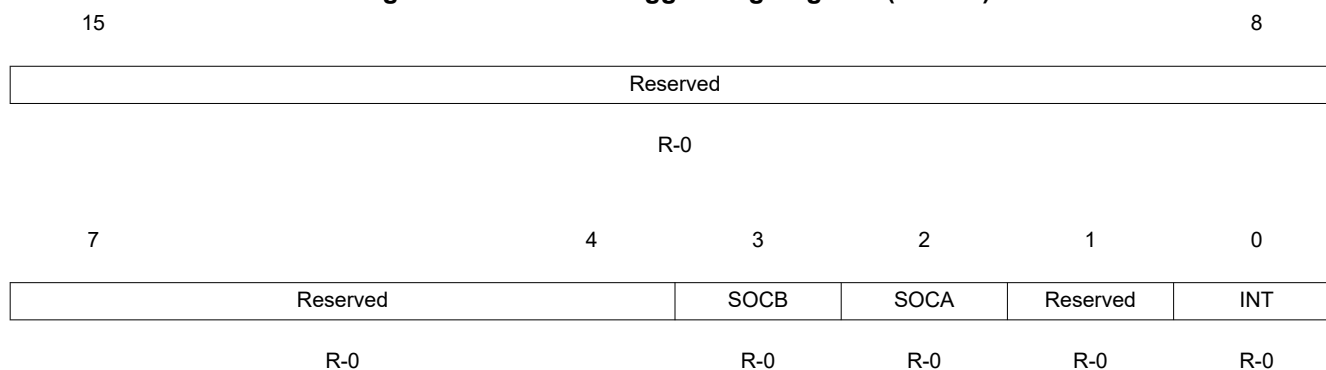 15 8
Reserved
R-0
7 4 3 2 1 0
Reserved SOCB SOCA Reserved INT
R-0 R-0 R-0 R-0 R-0